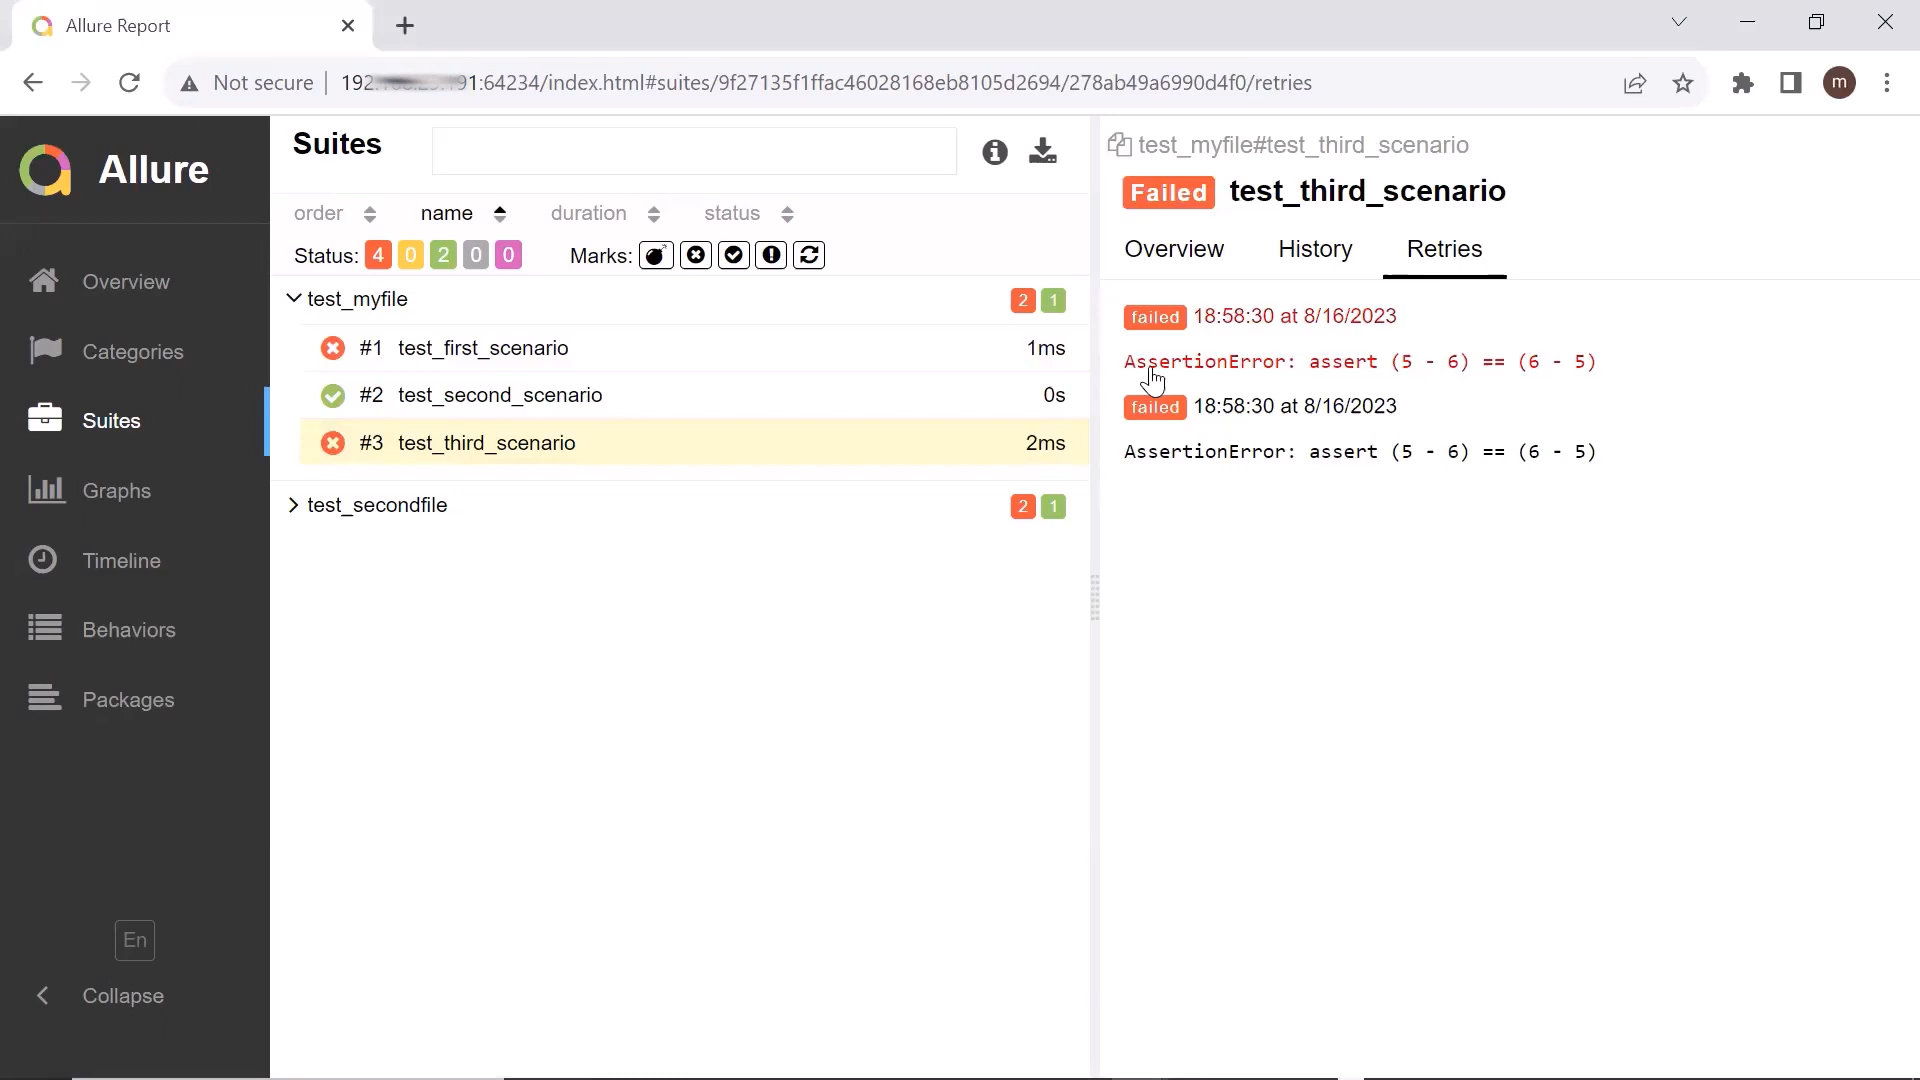 Allure Report
Not secure
91:64234/index.html#suites/9f27135f1ffac46028168eb8105d2694/278ab49a6990d4f0/retries
m
Allure
Overview
Categories
Suites
Graphs
Timeline
Behaviors
Packages
En
Collapse
Suites
order name duration status
Status: 4 0 2 0 0 Marks:
test_myfile 2 1
#1 test_first_scenario 1ms
#2 test_second_scenario 0s
#3 test_third_scenario 2ms
test_secondfile 2 1
test_myfile#test_third_scenario
Failed test_third_scenario
Overview History Retries
failed 18:58:30 at 8/16/2023
AssertionError: assert (5 - 6) == (6 - 5)
failed 18:58:30 at 8/16/2023
AssertionError: assert (5 - 6) == (6 - 5)